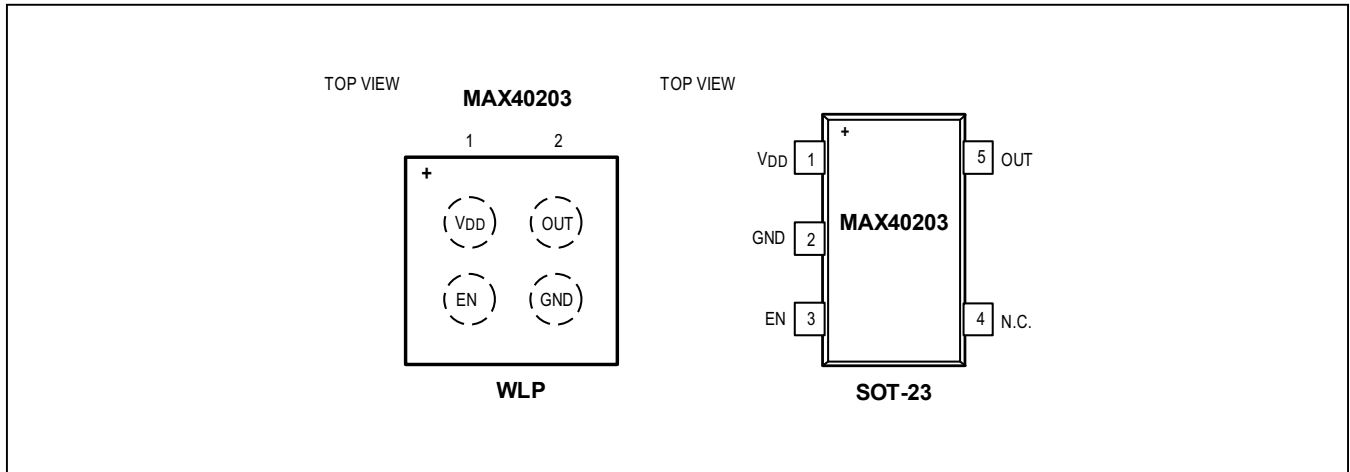 TOP VIEW
MAX40203
1 2
+
VDD OUT
EN GND
WLP
TOP VIEW
+
VDD 1
5 OUT
MAX40203
GND 2
EN 3
4 N.C.
SOT-23